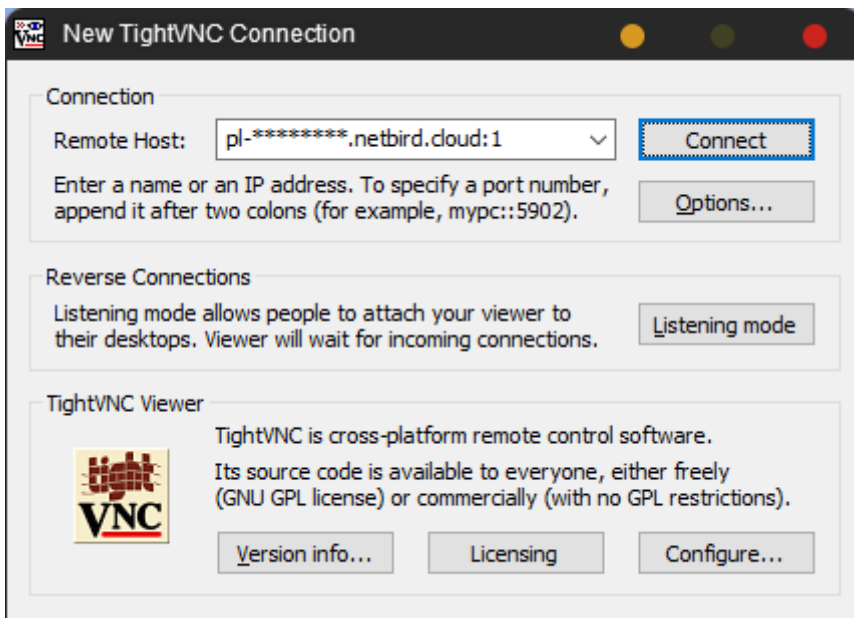 New TightVNC Connection
Connection
Remote Host:
pl-********.netbird.cloud:1
Connect
Enter a name or an IP address. To specify a port number,
append it after two colons (for example, mypc::5902).
Options...
Reverse Connections
Listening mode allows people to attach your viewer to
their desktops. Viewer will wait for incoming connections.
Listening mode
TightVNC Viewer
tight
VNC
TightVNC is cross-platform remote control software.
Its source code is available to everyone, either freely
(GNU GPL license) or commercially (with no GPL restrictions).
Version info...
Licensing
Configure...